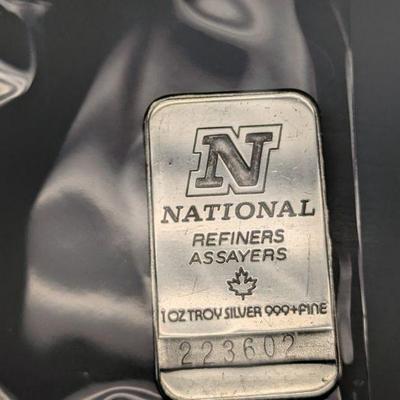 N
NATIONAL
REFINERS
ASSAYERS
1 OZ TROY SILVER 999+FINE
223602